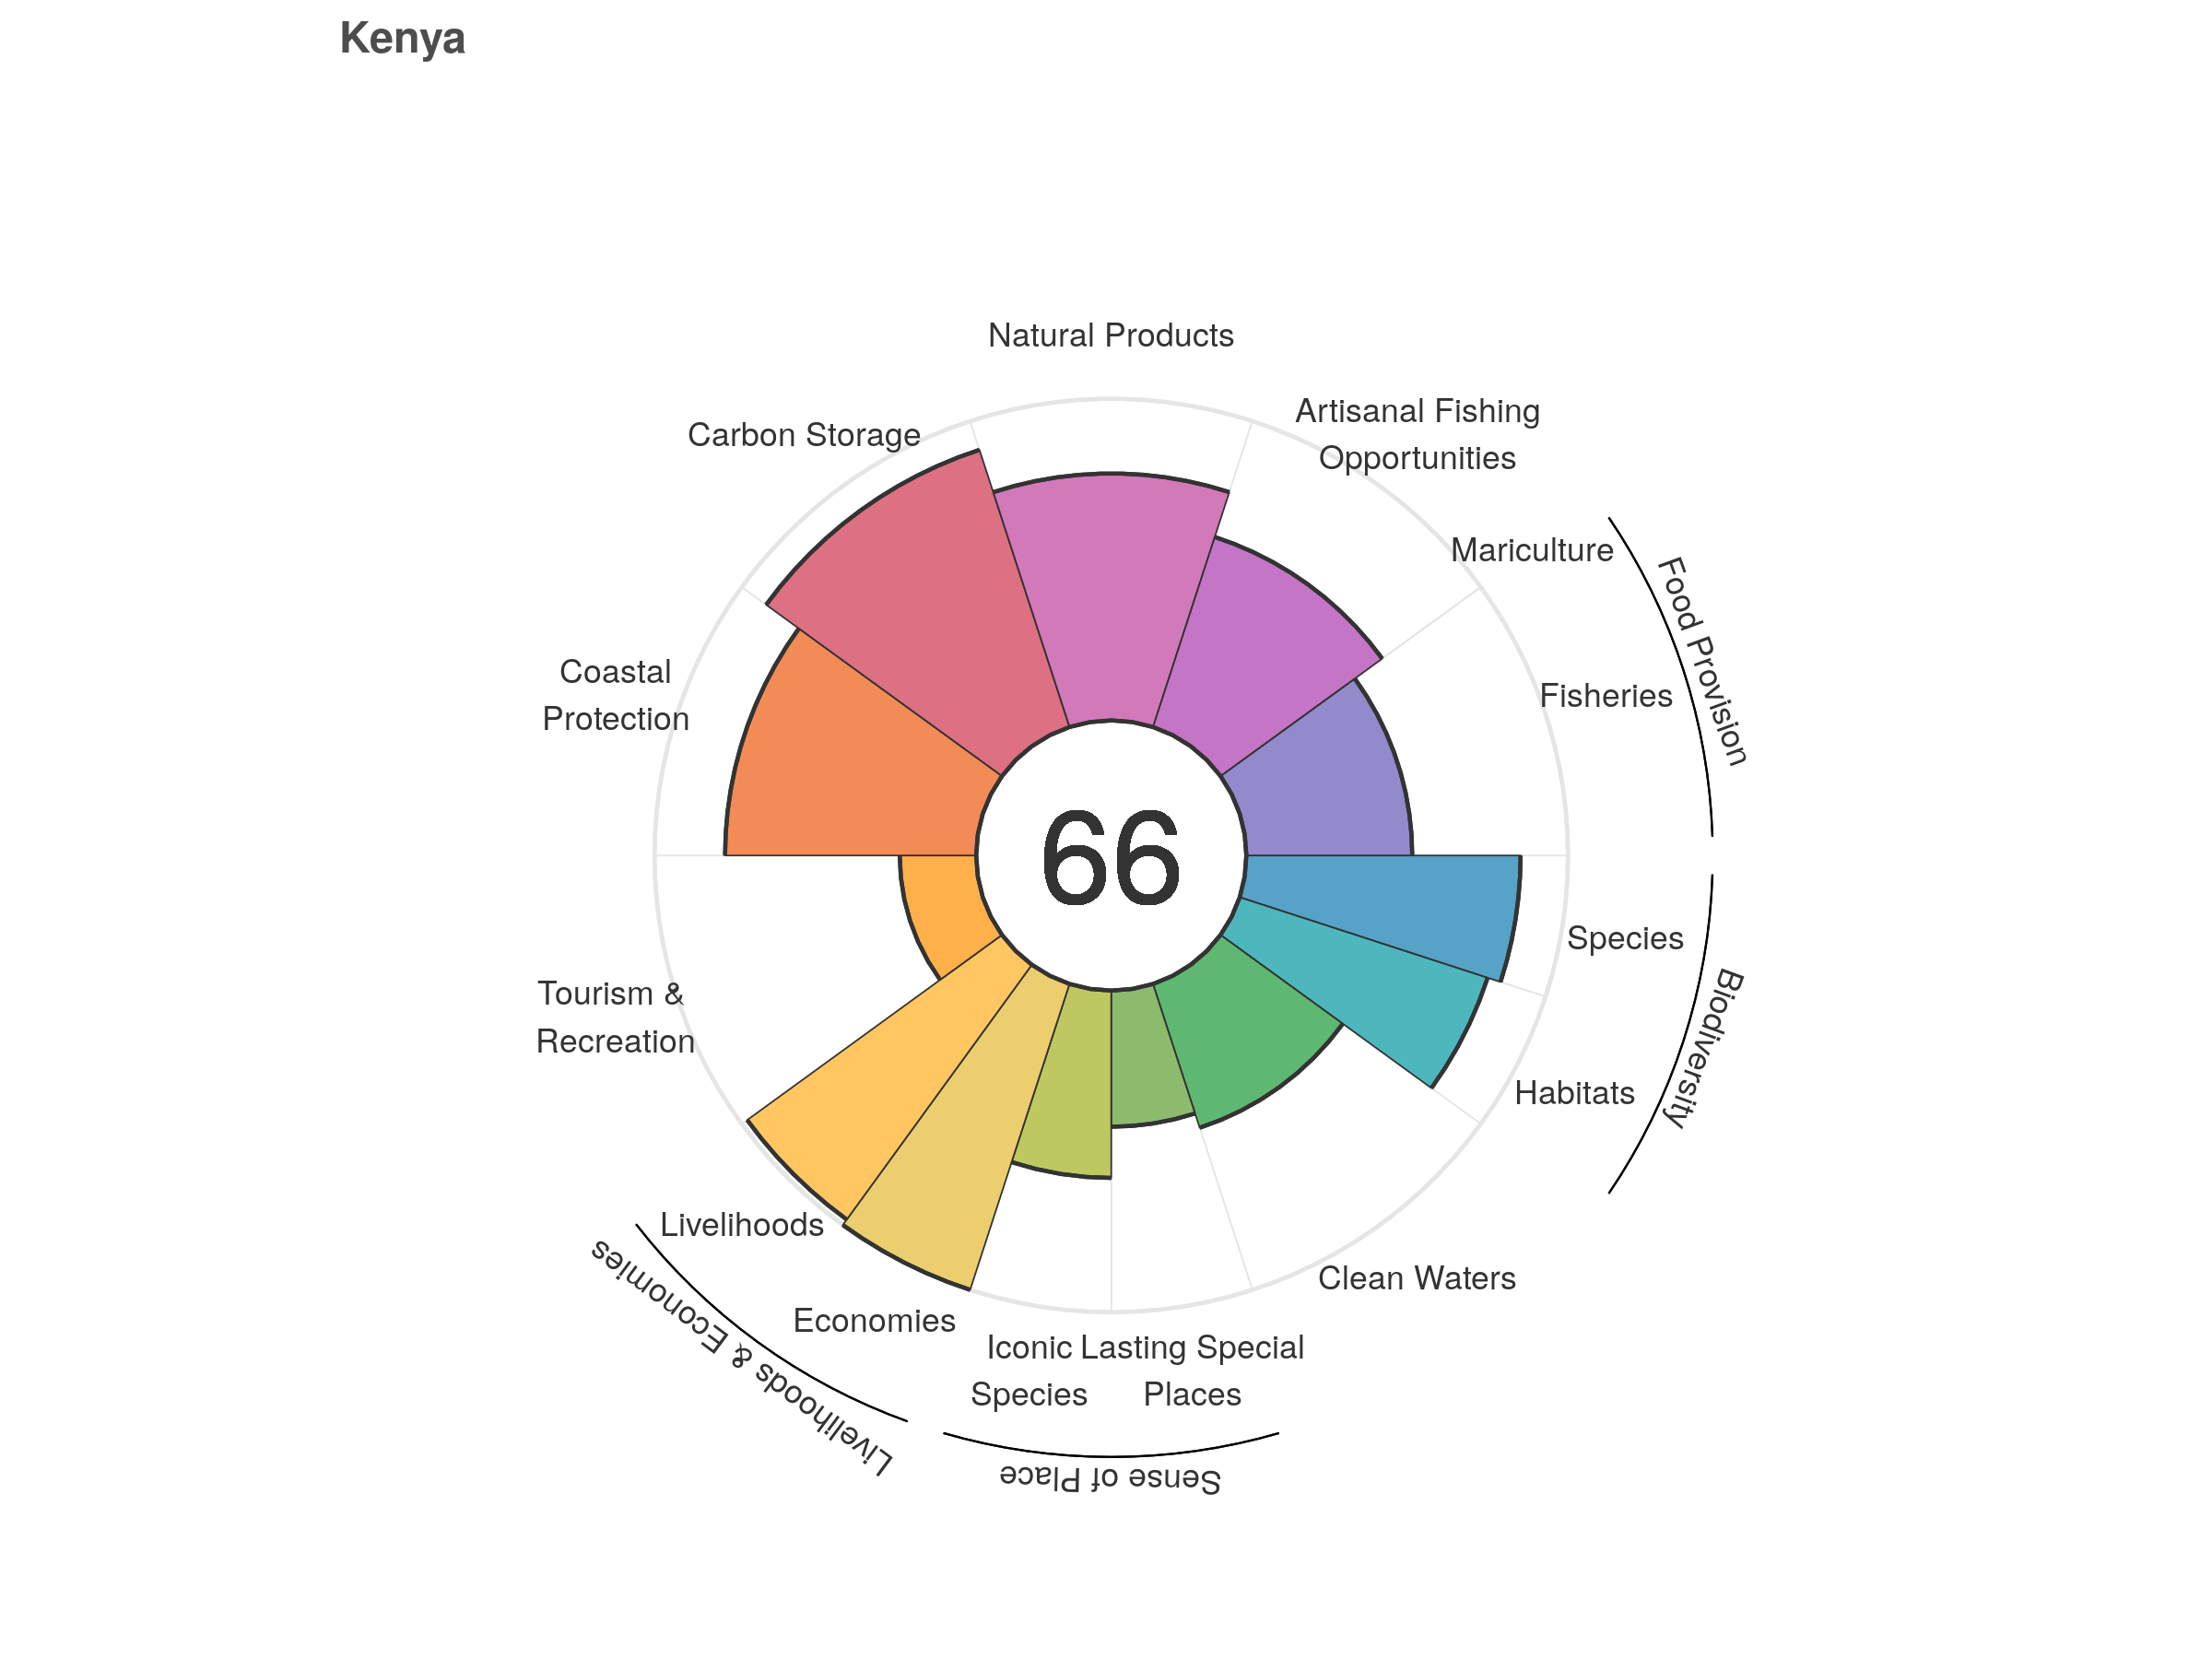 Kenya
Natural Products
Artisanal Fishing
Opportunities
Carbon Storage
Mariculture
Food Provision
Fisheries
Coastal
Protection
66
Species
Biodiversity
Tourism &
Recreation
Habitats
Livelihoods
Clean Waters
Economies
Livelihoods & Economies
Iconic
Species
Lasting Special
Places
Sense of Place